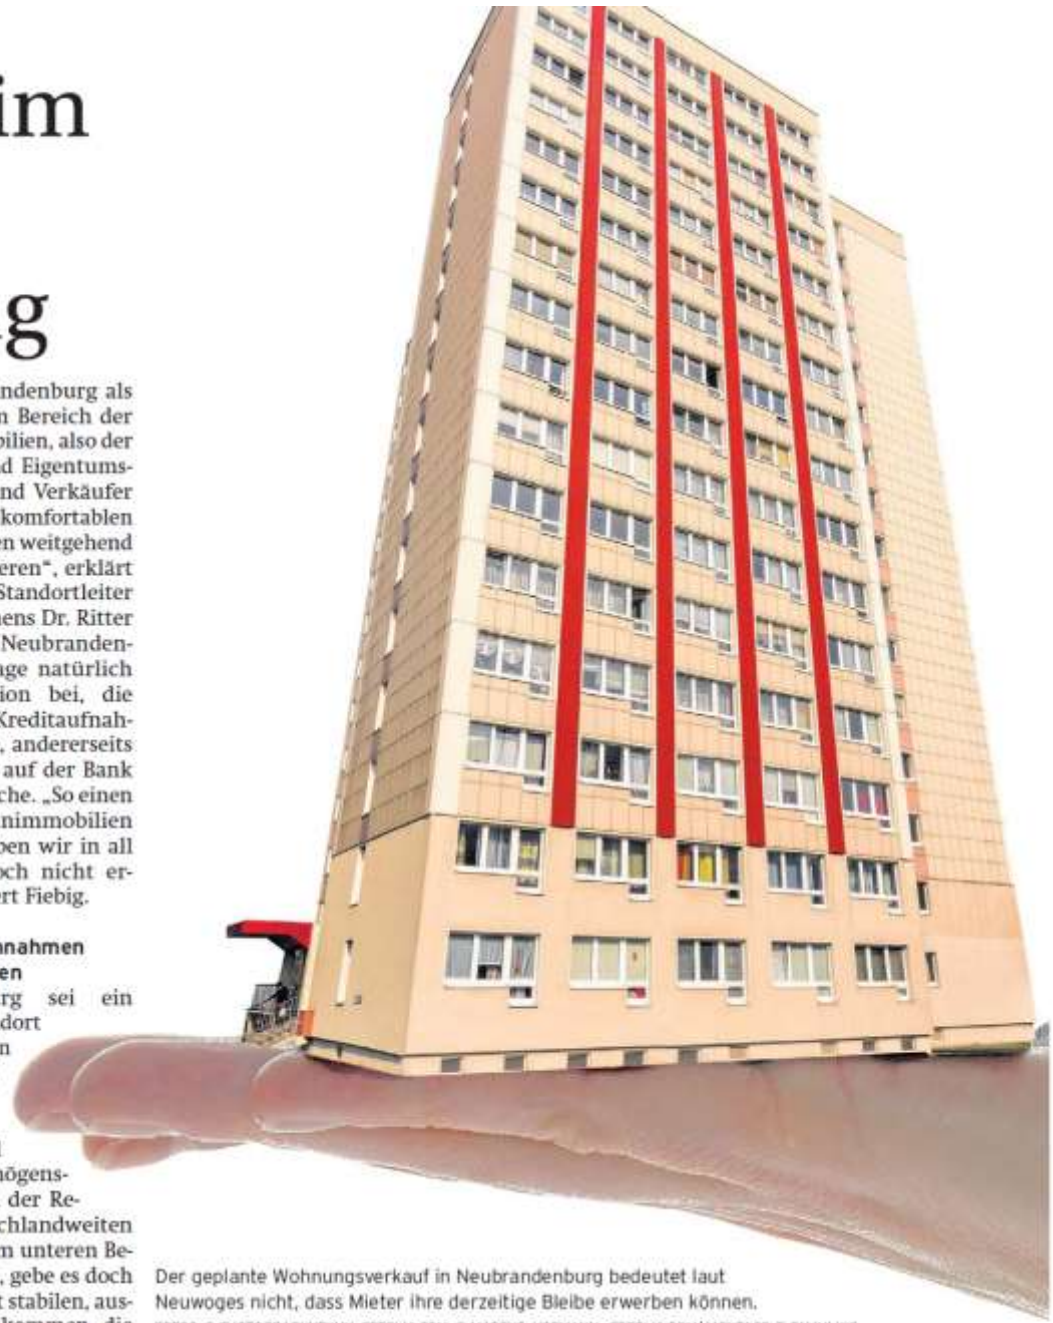 im
g
ndenburg als
n Bereich der
bilien, also der
d Eigentums-
nd Verkäufer
komfortablen
en weitgehend
eren“, erklärt
Standortleiter
ens Dr. Ritter
Neubranden-
age natürlich
ion bei, die
Kreditaufnah-
, andererseits
auf der Bank
che. „So einen
nimmobilien
ben wir in all
och nicht er-
rt Fiebig.
nahmen
en
rg sei ein
dort
n
ögens-
der Re-
chlandweiten
m unteren Be-
, gebe es doch
t stabilen, aus-
Der geplante Wohnungsverkauf in Neubrandenburg bedeutet laut
Neuwoges nicht, dass Mieter ihre derzeitige Bleibe erwerben können.